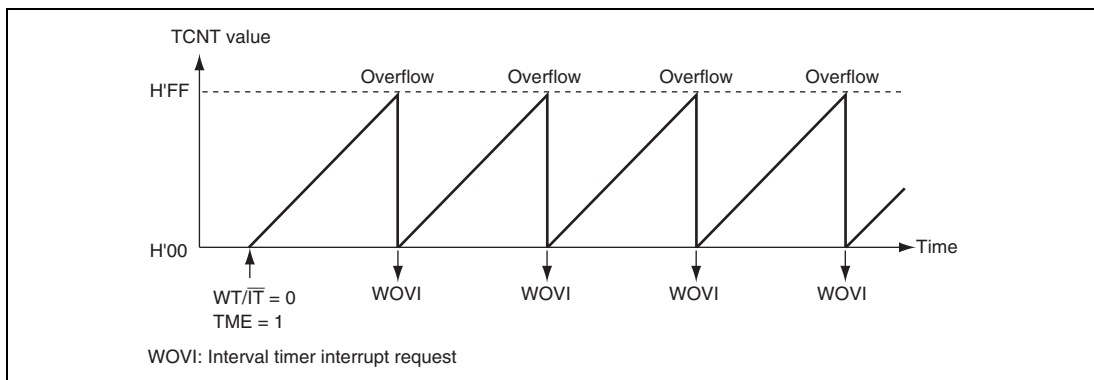 TCNT value
Overflow Overflow Overflow Overflow
H'FF
H'00
Time
WOVI WOVI WOVI WOVI
WT/I̅T̅ = 0
TME = 1
WOVI: Interval timer interrupt request